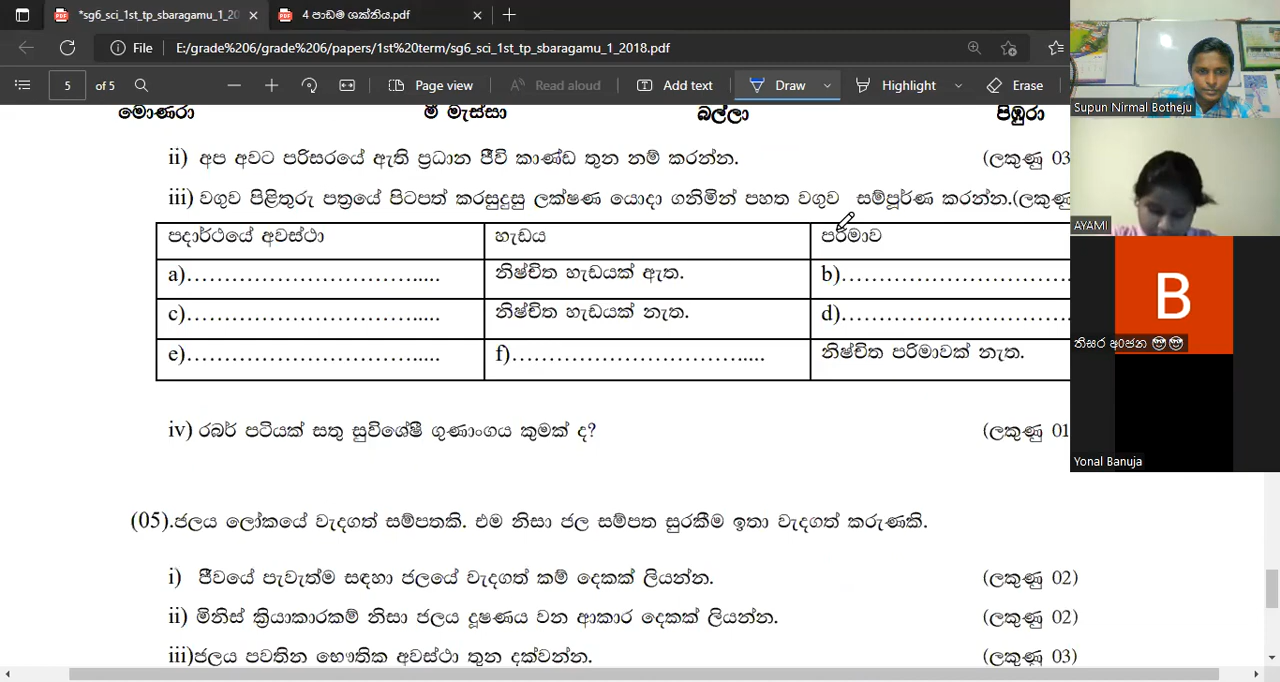 *sg6_sci_1st_tp_sbaragamu_1_20
4 පාඩම ශක්තිය.pdf
File E:/grade%206/grade%206/papers/1st%20term/sg6_sci_1st_tp_sbaragamu_1_2018.pdf
5 of 5 Page view Read aloud Add text Draw Highlight Erase
මොණරා මී මැස්සා බල්ලා පිඹුරා
ii) අප අවට පරිසරයේ ඇති ප්‍රධාන ජීවි කාණ්ඩ තුන නම් කරන්න. (ලකුණු 03
iii) වගුව පිළිතුරු පත්‍රයේ පිටපත් කරසුදුසු ලක්ෂණ යොදා ගනිමින් පහත වගුව සම්පූර්ණ කරන්න.(ලකුණු
පදාර්ථයේ අවස්ථා හැඩය පරිමාව
a)…………………………..... නිෂ්චිත හැඩයක් ඇත. b)…………………………..
c)…………………………..... නිෂ්චිත හැඩයක් නැත. d)…………………………..
e)…………………………..... f)…………………………..... නිෂ්චිත පරිමාවක් නැත.
iv) රබර් පටියක් සතු සුවිශේෂී ගුණාංගය කුමක් ද? (ලකුණු 01
(05).ජලය ලෝකයේ වැදගත් සම්පතකි. එම නිසා ජල සම්පත සුරකීම ඉතා වැදගත් කරුණකි.
i) ජීවයේ පැවැත්ම සඳහා ජලයේ වැදගත් කම් දෙකක් ලියන්න. (ලකුණු 02)
ii) මිනිස් ක්‍රියාකාරකම් නිසා ජලය දූෂණය වන ආකාර දෙකක් ලියන්න. (ලකුණු 02)
iii)ජලය පවතින භෞතික අවස්ථා තුන දක්වන්න. (ලකුණු 03)
Supun Nirmal Botheju
AYAMI
B
නිසර අ0ජන 😎😎
Yonal Banuja